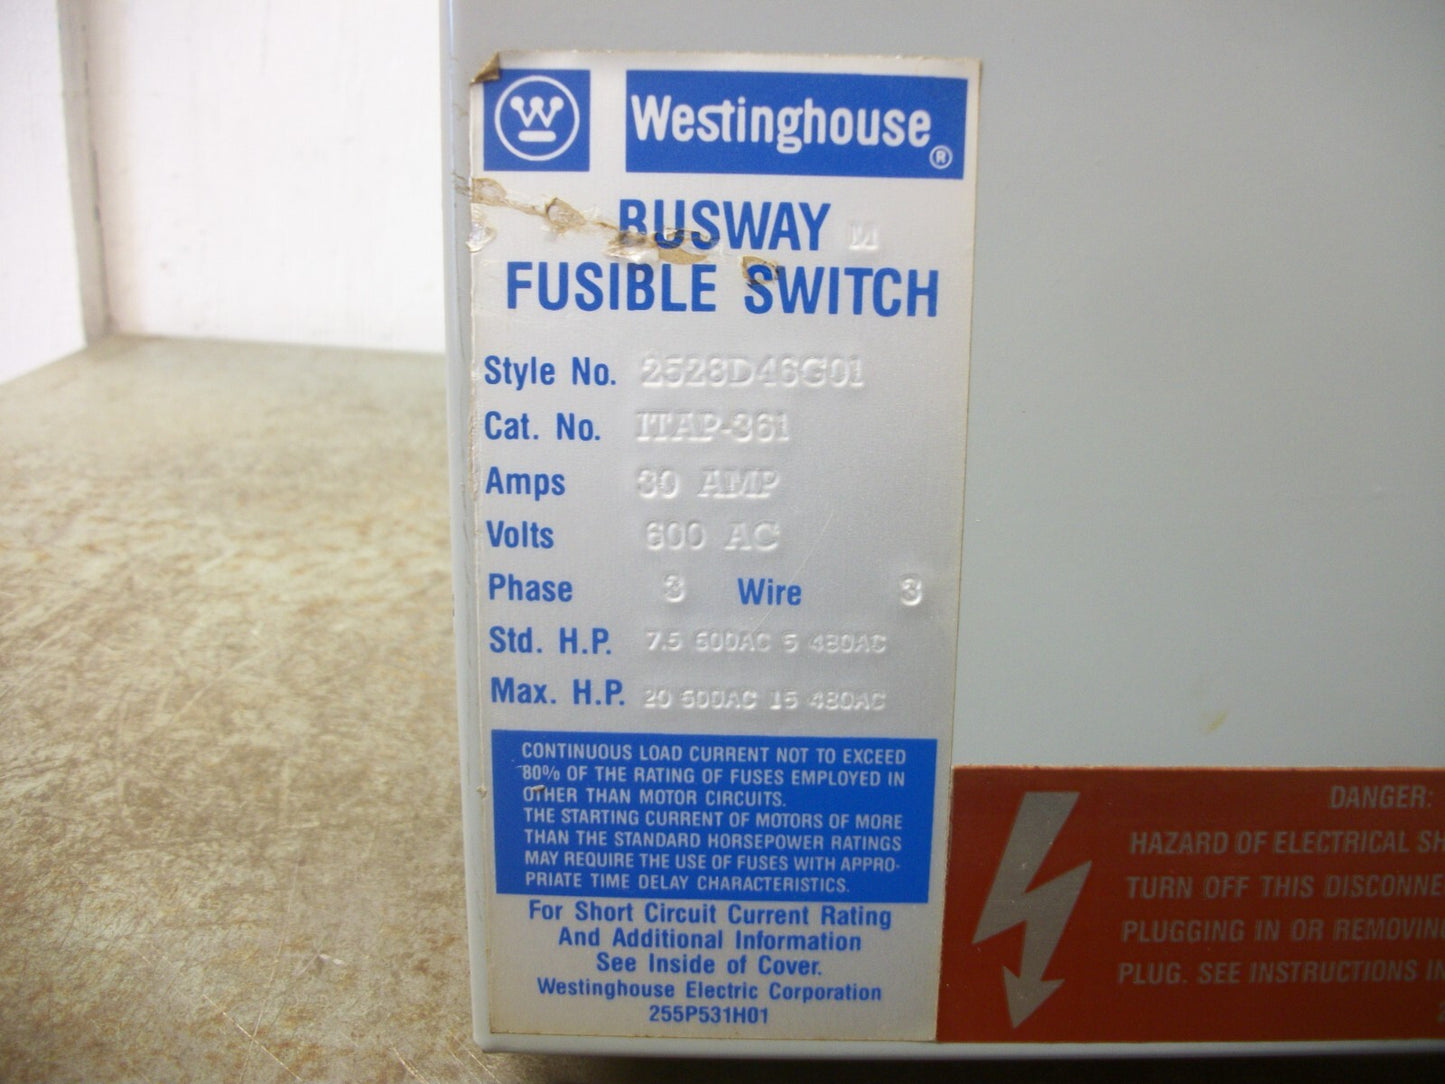 W
Westinghouse®
BUSWAY M
FUSIBLE SWITCH
Style No. 2528D46G01
Cat. No. ITAP-361
Amps 30 AMP
Volts 600 AC
Phase 3 Wire 3
Std. H.P. 7.5 600AC 5 480AC
Max. H.P. 20 600AC 15 480AC
CONTINUOUS LOAD CURRENT NOT TO EXCEED
80% OF THE RATING OF FUSES EMPLOYED IN
OTHER THAN MOTOR CIRCUITS.
THE STARTING CURRENT OF MOTORS OF MORE
THAN THE STANDARD HORSEPOWER RATINGS
MAY REQUIRE THE USE OF FUSES WITH APPRO-
PRIATE TIME DELAY CHARACTERISTICS.
For Short Circuit Current Rating
And Additional Information
See Inside of Cover.
Westinghouse Electric Corporation
255P531H01
DANGER:
HAZARD OF ELECTRICAL SH
TURN OFF THIS DISCONNE
PLUGGING IN OR REMOVIN
PLUG. SEE INSTRUCTIONS IN